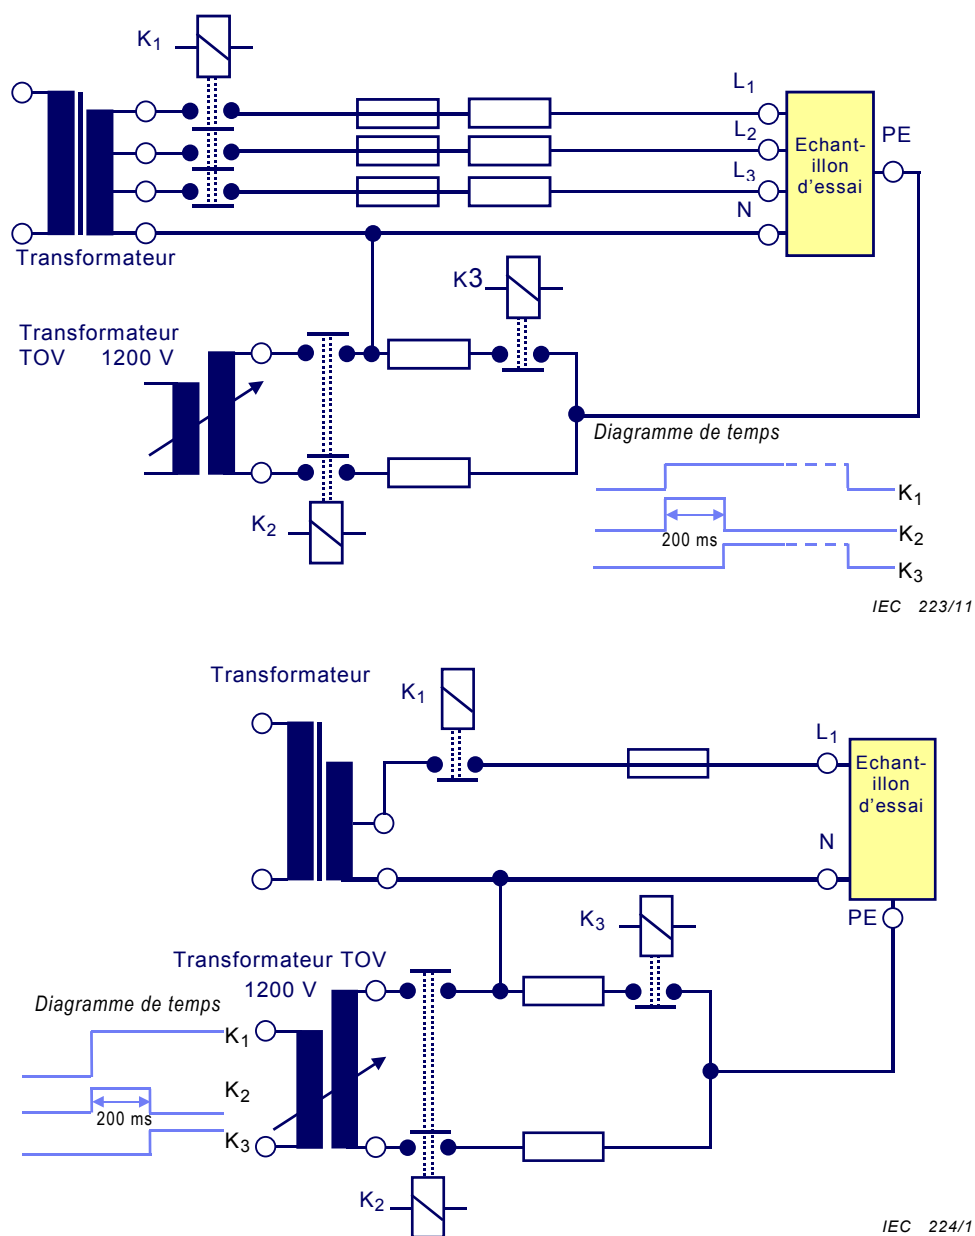 K1
L1
L2
L3
N
PE
Echant-
illon
d'essai
Transformateur
K3
Transformateur
TOV 1200 V
K2
Diagramme de temps
K1
K2
200 ms
K3
IEC 223/11
Transformateur
K1
L1
Echant-
illon
d'essai
N
K3
PE
Transformateur TOV
1200 V
Diagramme de temps
K1
K2
200 ms
K3
K2
IEC 224/1